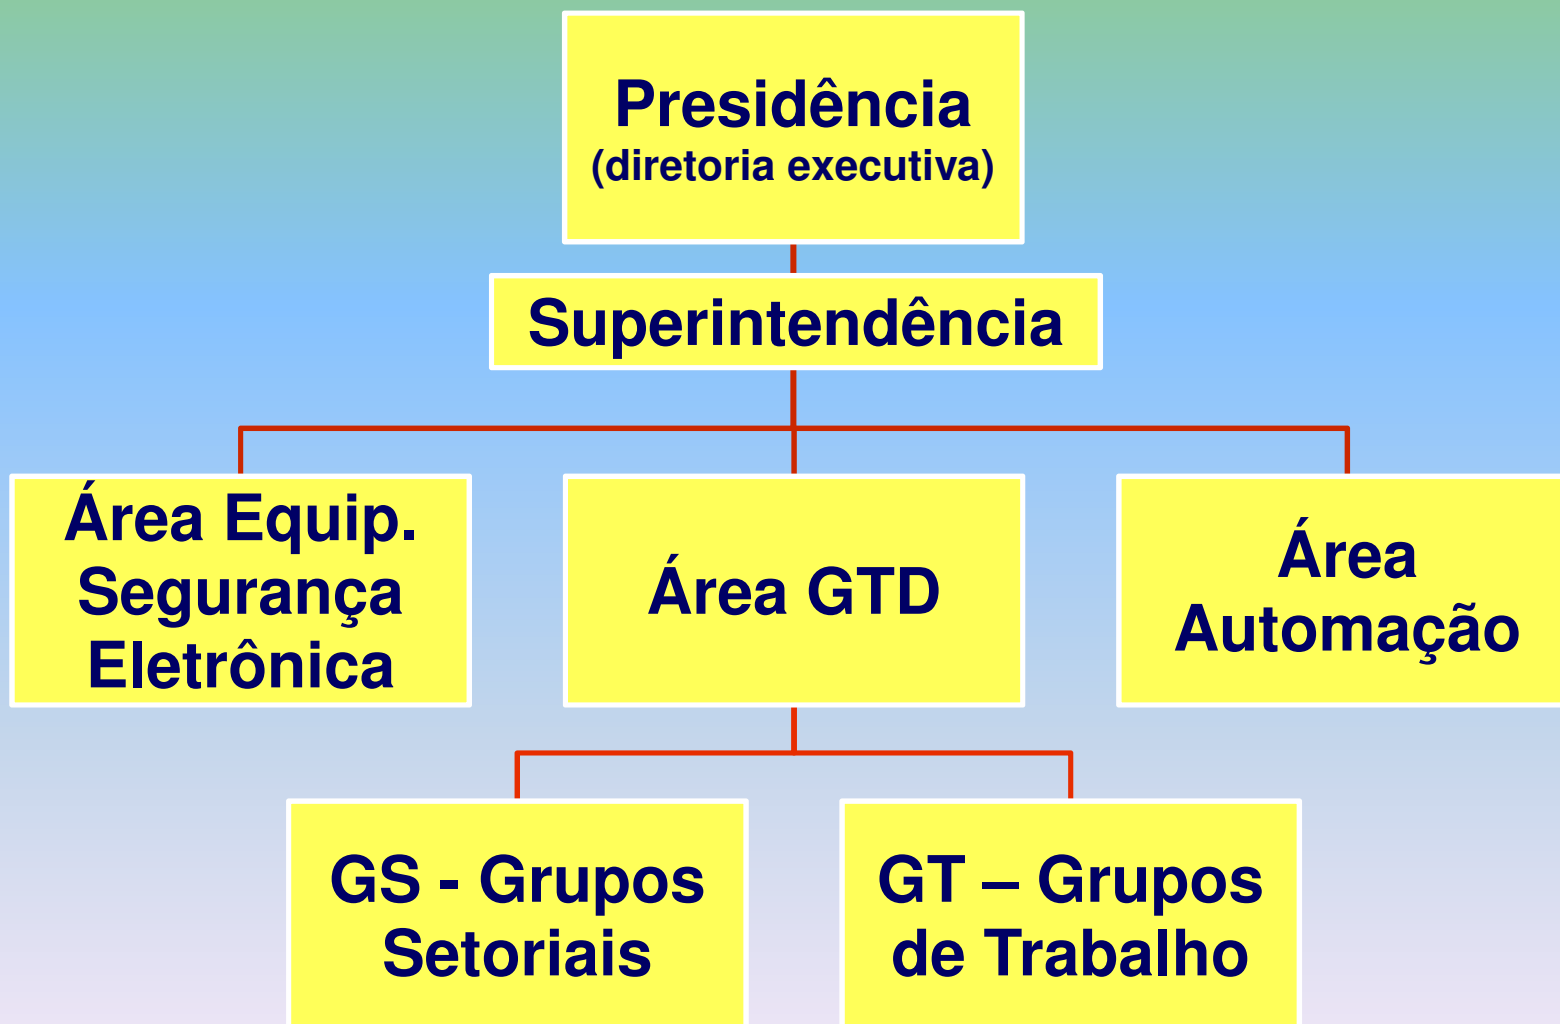 Presidência
(diretoria executiva)
Superintendência
Área Equip.
Segurança
Eletrônica
Área GTD
Área
Automação
GS - Grupos
Setoriais
GT – Grupos
de Trabalho